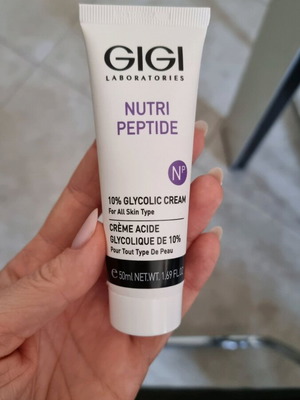 GIGI
LABORATORIES
NUTRI
PEPTIDE
NP
10% GLYCOLIC CREAM
For All Skin Type
CRÈME ACIDE
GLYCOLIQUE DE 10%
Pour Tout Type De Peau
℮ 50ml NET.WT. 1.69 FL.